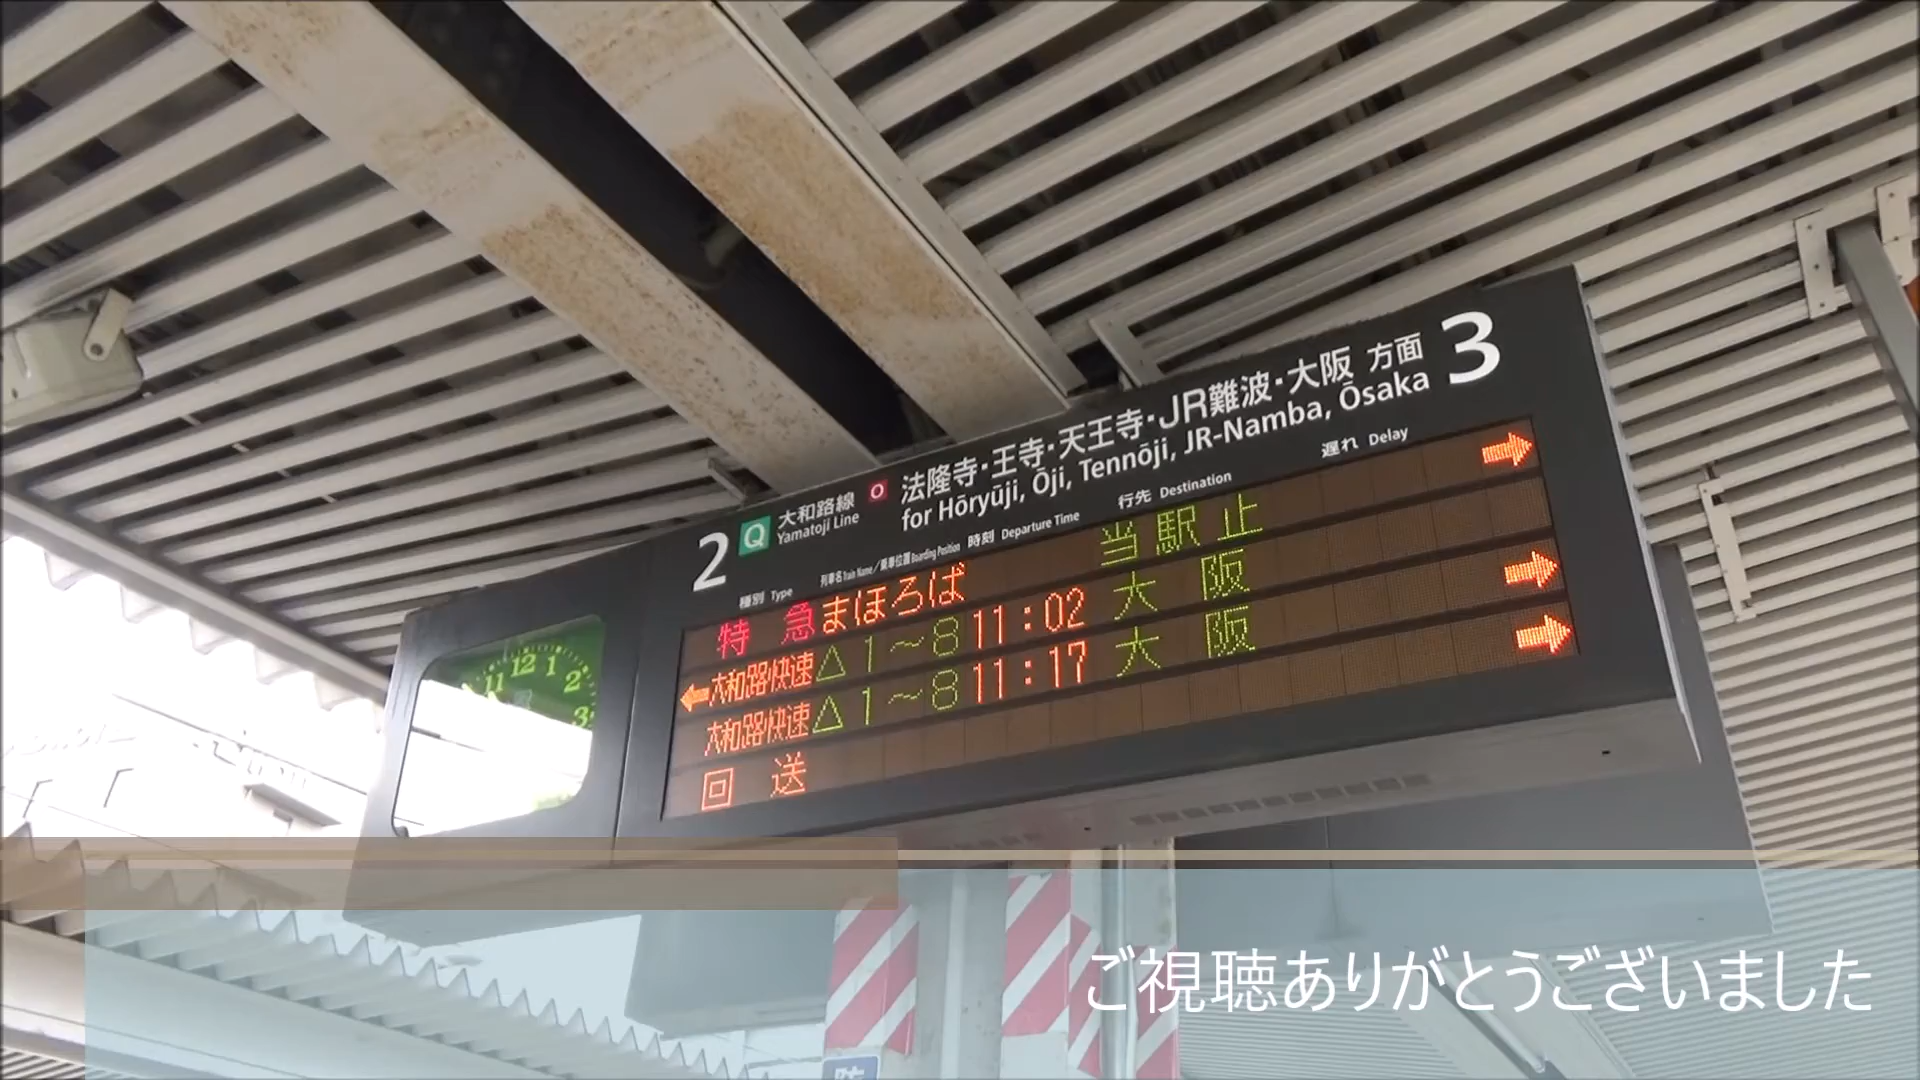 2 Q 大和路線 O 法隆寺・王寺・天王寺・JR難波・大阪 方面 3
Yamatoji Line for Hōryūji, Ōji, Tennōji, JR-Namba, Ōsaka
種別 Type 列車名 Train Name/乗車位置 Boarding Position 時刻 Departure Time 行先 Destination 遅れ Delay
特急 まほろば 当駅止
大和路快速 △1～8 11:02 大阪
大和路快速 △1～8 11:17 大阪
回送
11 12 1 2 3
ご視聴ありがとうございました